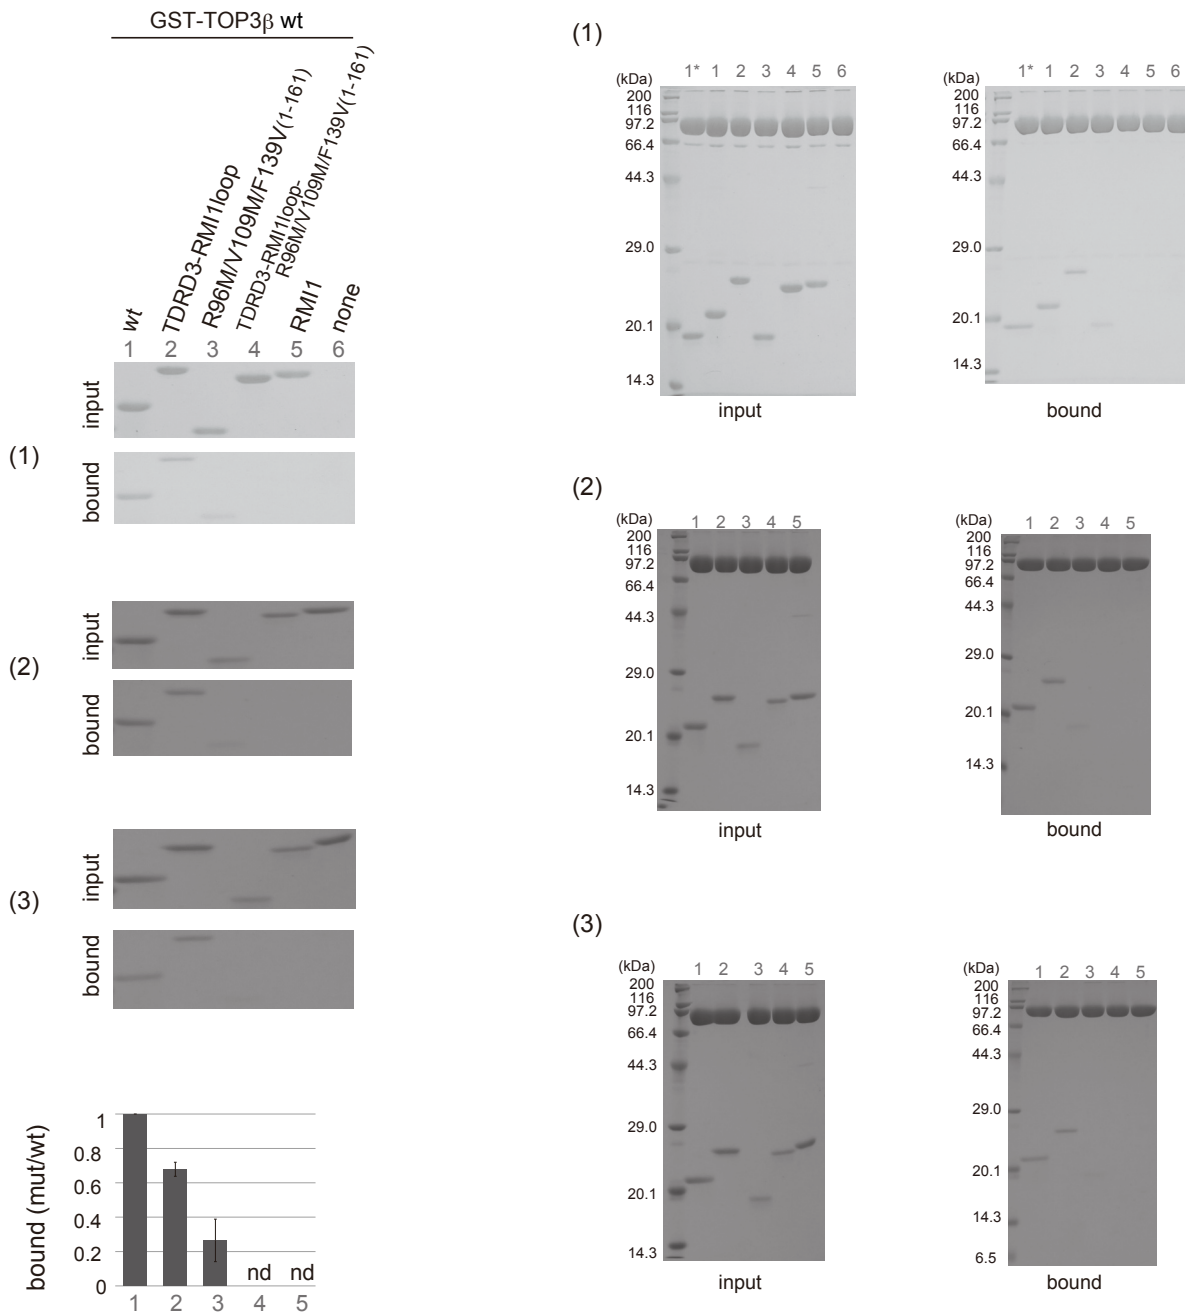 GST-TOP3β wt
wt
TDRD3-RMI1loop
R96M/V109M/F139V(1-161)
TDRD3-RMI1loop-
R96M/V109M/F139V(1-161)
RMI1
none
1 2 3 4 5 6
(1)
input
bound
(2)
input
bound
(3)
input
bound
bound (mut/wt)
1
0.8
0.6
0.4
0.2
0
nd nd
1 2 3 4 5
(1)
(kDa) 1* 1 2 3 4 5 6
200
116
97.2
66.4
44.3
29.0
20.1
14.3
input
(kDa) 1* 1 2 3 4 5 6
200
116
97.2
66.4
44.3
29.0
20.1
14.3
bound
(2)
(kDa) 1 2 3 4 5
200
116
97.2
66.4
44.3
29.0
20.1
14.3
input
(kDa) 1 2 3 4 5
200
116
97.2
66.4
44.3
29.0
20.1
14.3
bound
(3)
(kDa) 1 2 3 4 5
200
116
97.2
66.4
44.3
29.0
20.1
14.3
input
(kDa) 1 2 3 4 5
200
116
97.2
66.4
44.3
29.0
20.1
14.3
6.5
bound